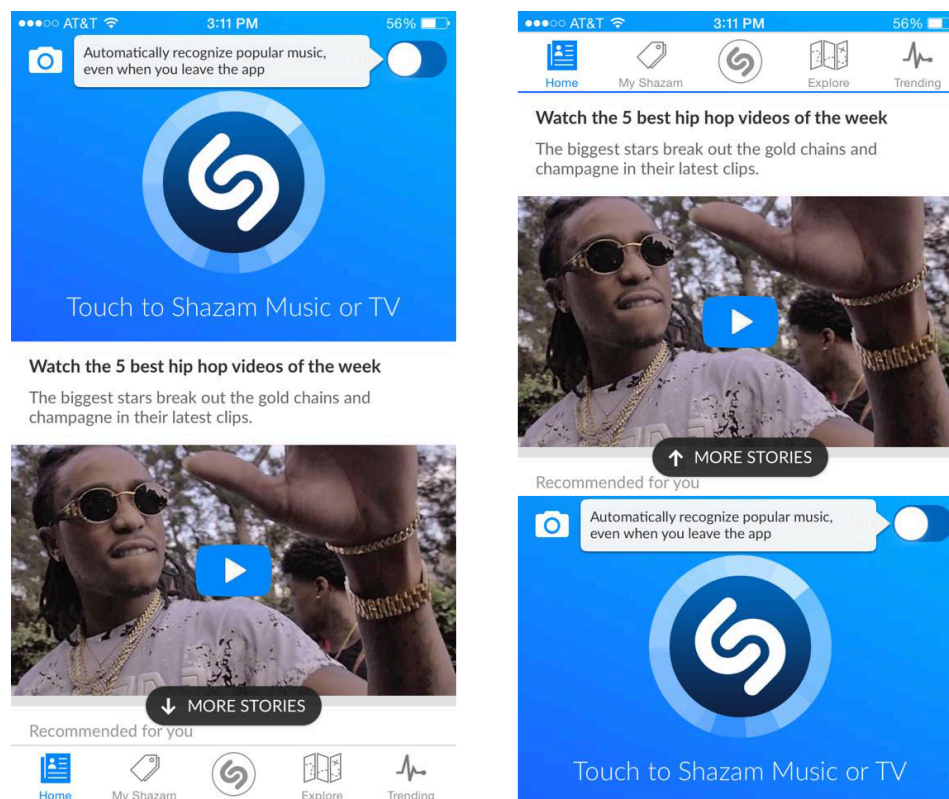 AT&T 3:11 PM 56%
Automatically recognize popular music,
even when you leave the app
Touch to Shazam Music or TV
Watch the 5 best hip hop videos of the week
The biggest stars break out the gold chains and
champagne in their latest clips.
MORE STORIES
Recommended for you
Home My Shazam Explore Trending
AT&T 3:11 PM 56%
Home My Shazam Explore Trending
Watch the 5 best hip hop videos of the week
The biggest stars break out the gold chains and
champagne in their latest clips.
MORE STORIES
Recommended for you
Automatically recognize popular music,
even when you leave the app
Touch to Shazam Music or TV